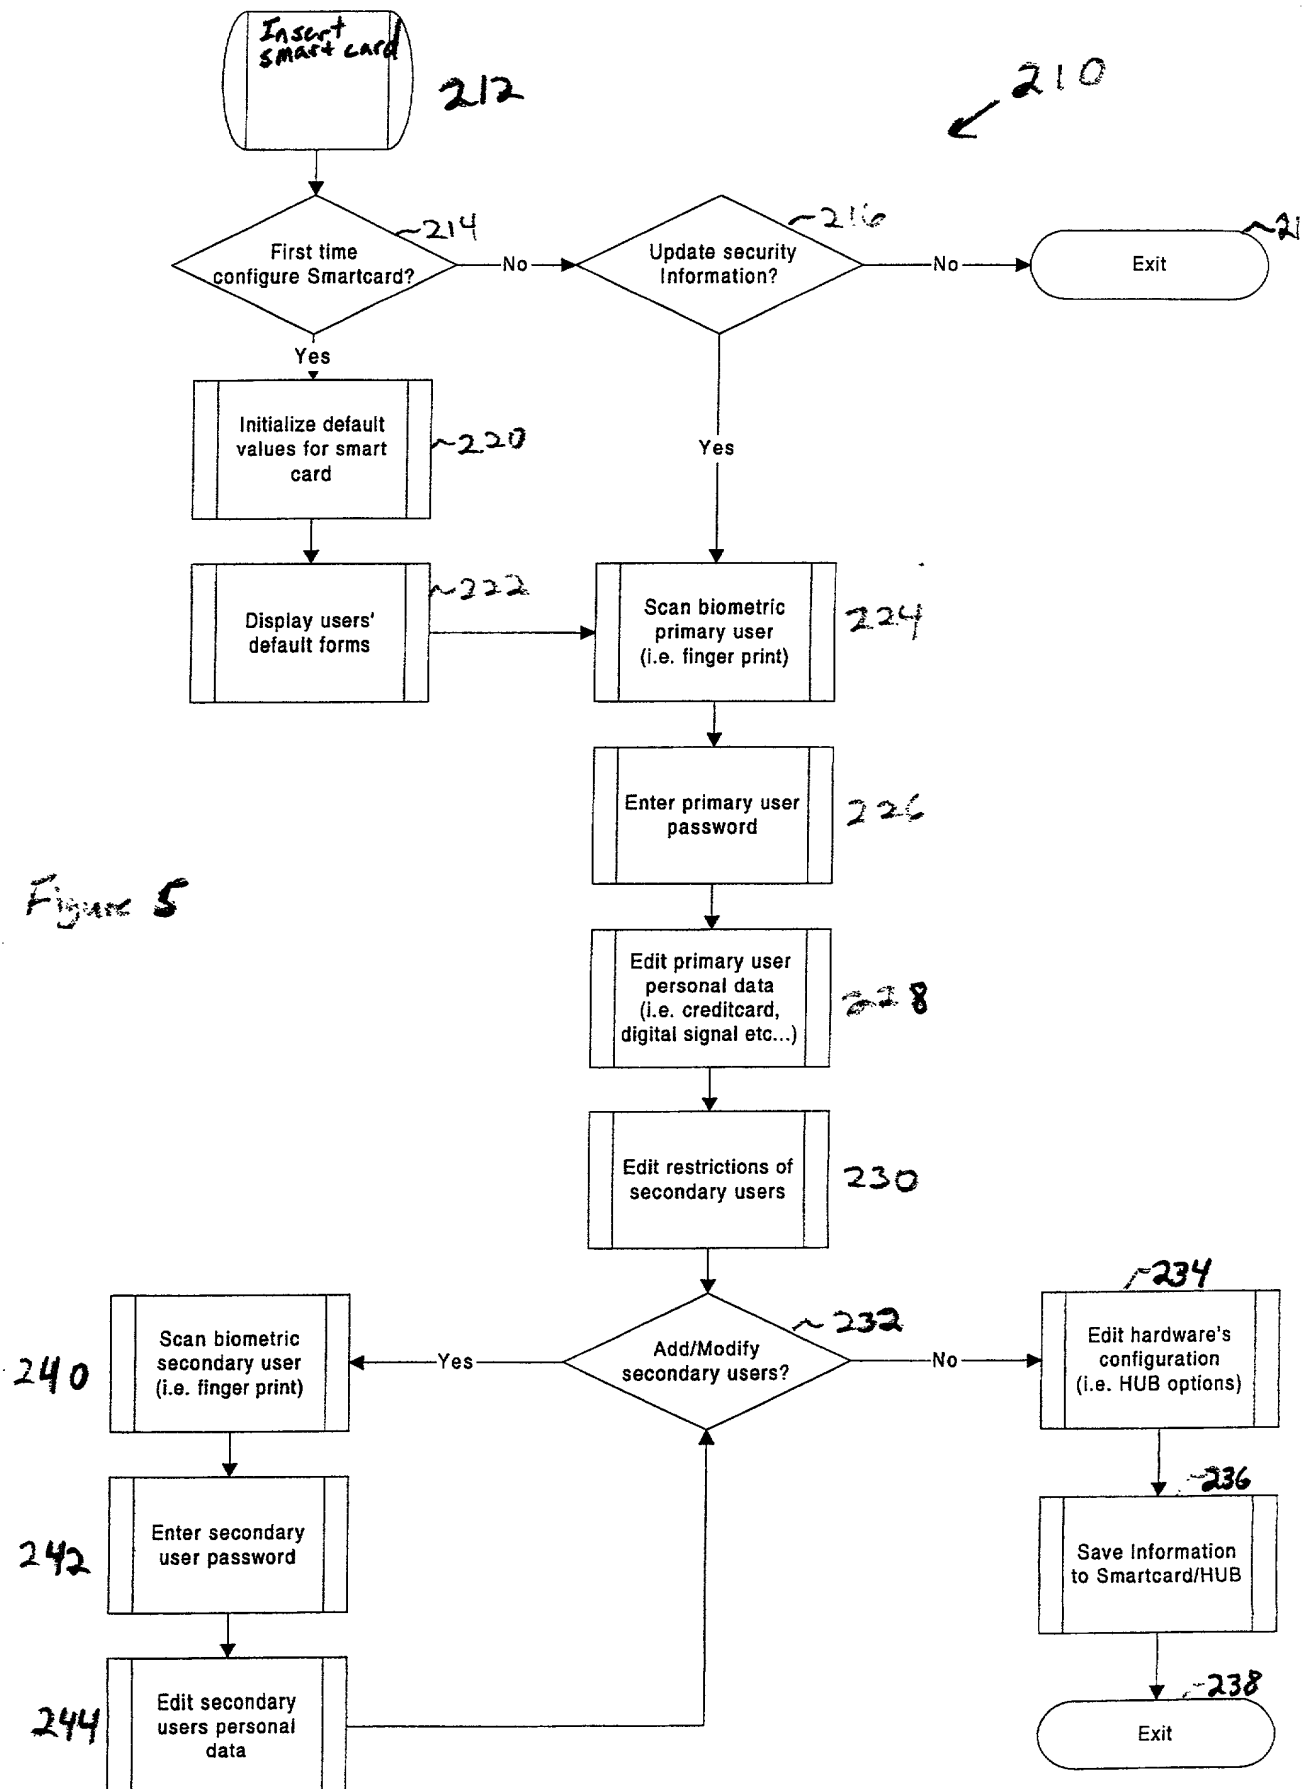 Insert
smart card
212
210
~214
First time
configure Smartcard?
No
~216
Update security
Information?
No
~21
Exit
Yes
Initialize default
values for smart
card
~220
Yes
Display users'
default forms
~222
Scan biometric
primary user
(i.e. finger print)
224
Enter primary user
password
226
Figure 5
Edit primary user
personal data
(i.e. creditcard,
digital signal etc...)
228
Edit restrictions of
secondary users
230
Add/Modify
secondary users?
~232
Yes
No
~234
Edit hardware's
configuration
(i.e. HUB options)
240
Scan biometric
secondary user
(i.e. finger print)
~236
Save Information
to Smartcard/HUB
242
Enter secondary
user password
~238
Exit
244
Edit secondary
users personal
data